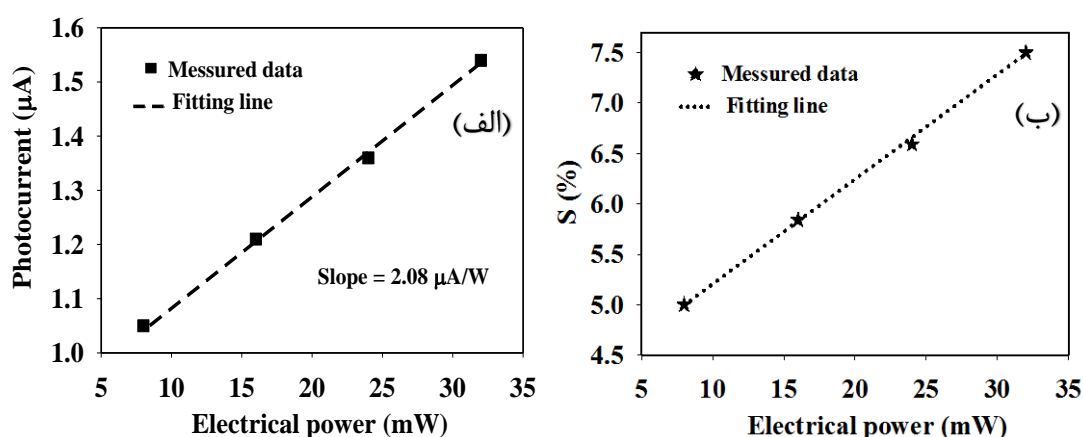 Photocurrent (µA)
1.6
1.5
1.4
1.3
1.2
1.1
1.0
Messured data
Fitting line
(الف)
Slope = 2.08 µA/W
5 10 15 20 25 30 35
Electrical power (mW)
S (%)
7.5
7.0
6.5
6.0
5.5
5.0
4.5
Messured data
Fitting line
(ب)
5 10 15 20 25 30 35
Electrical power (mW)